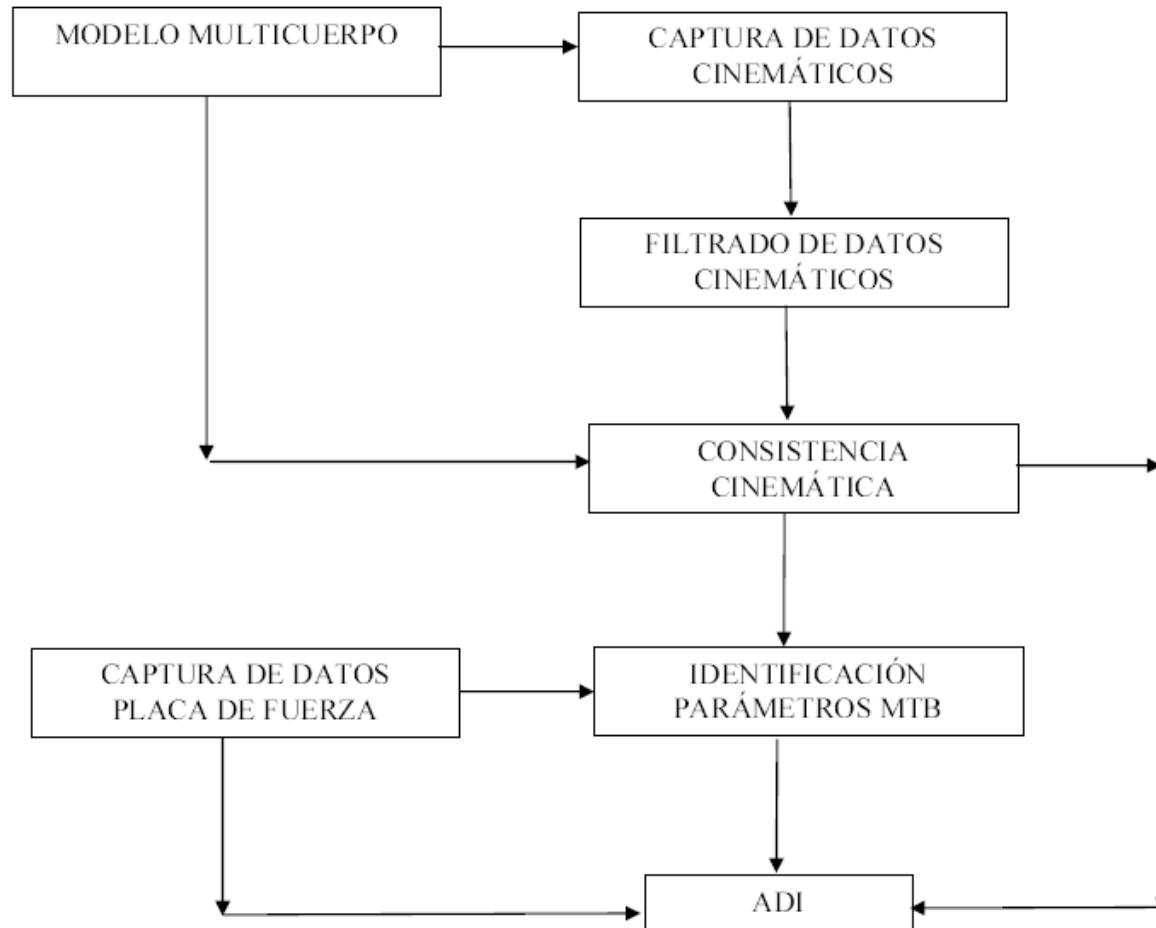 MODELO MULTICUERPO
CAPTURA DE DATOS
CINEMÁTICOS
FILTRADO DE DATOS
CINEMÁTICOS
CONSISTENCIA
CINEMÁTICA
CAPTURA DE DATOS
PLACA DE FUERZA
IDENTIFICACIÓN
PARÁMETROS MTB
ADI